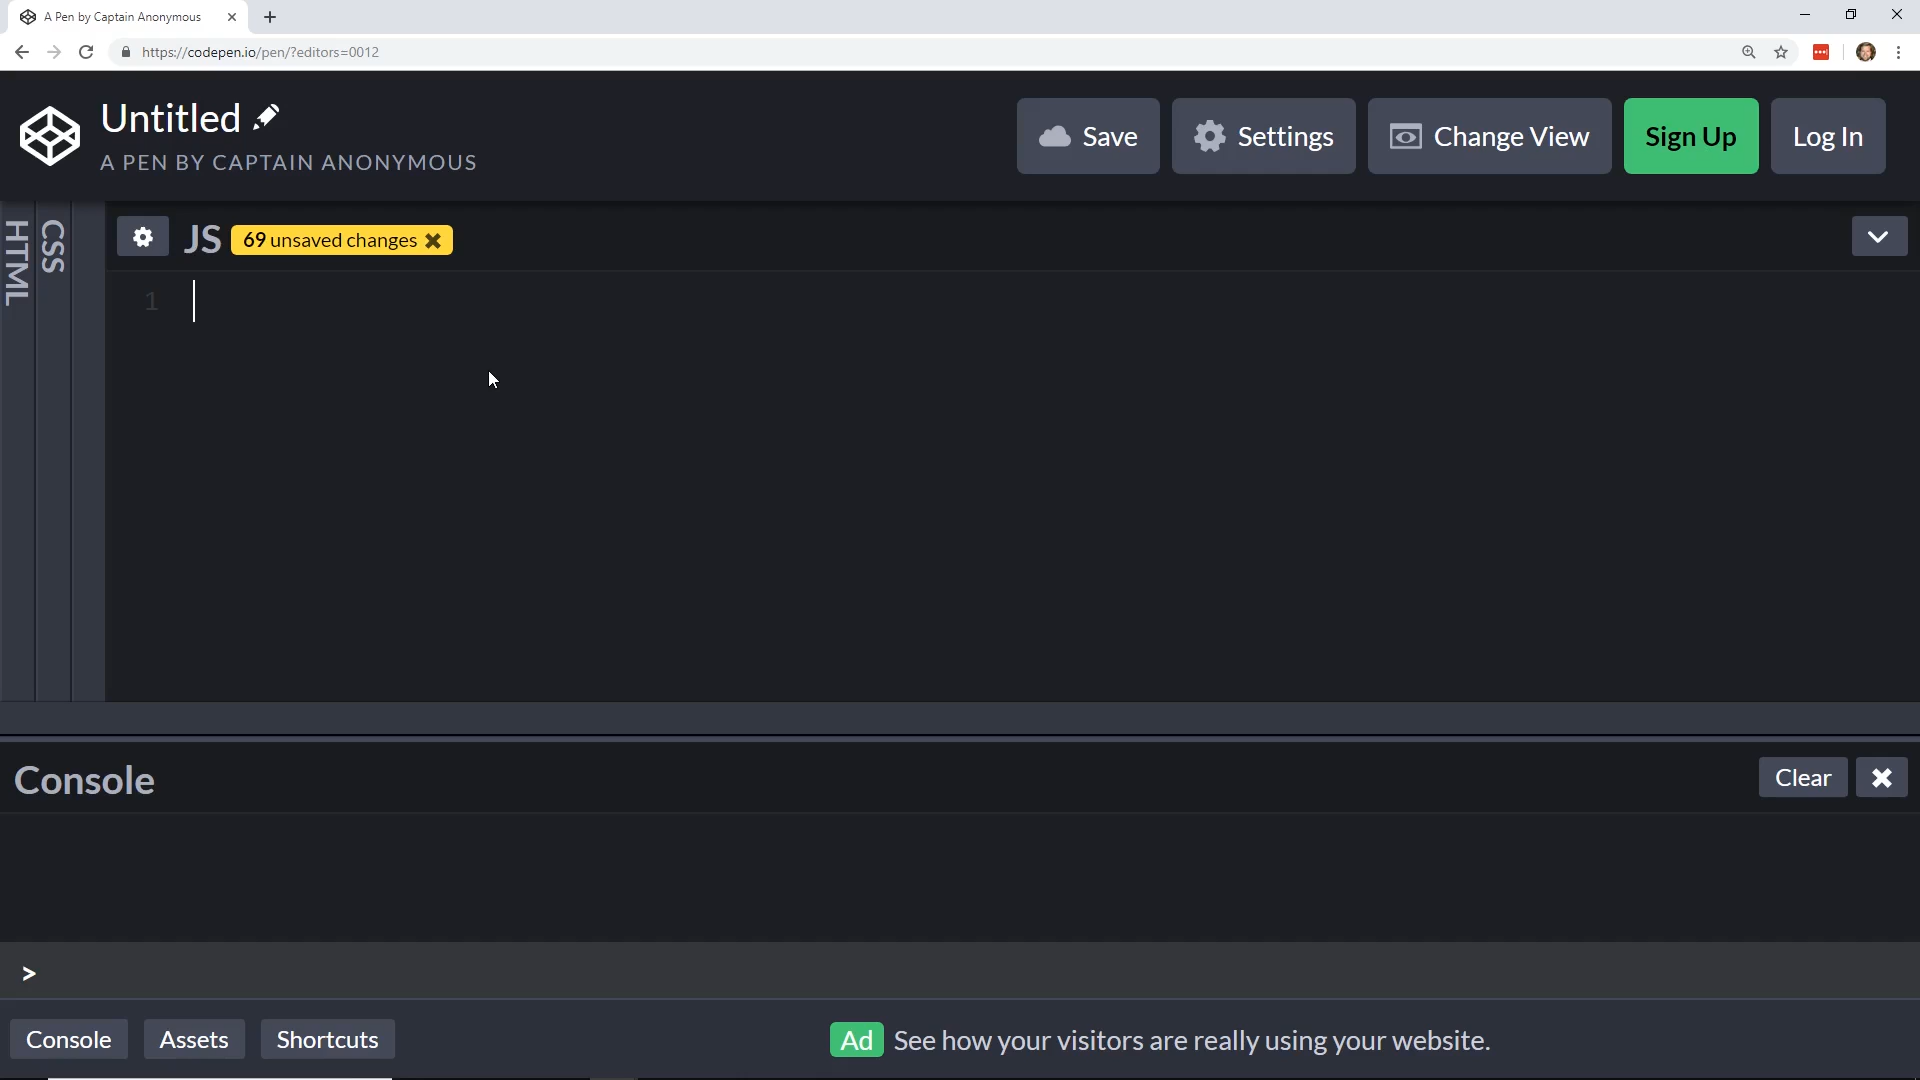 A Pen by Captain Anonymous
https://codepen.io/pen/?editors=0012
Untitled
A PEN BY CAPTAIN ANONYMOUS
Save
Settings
Change View
Sign Up
Log In
HTML
CSS
JS
69 unsaved changes
1
Console
Clear
>
Console
Assets
Shortcuts
Ad
See how your visitors are really using your website.